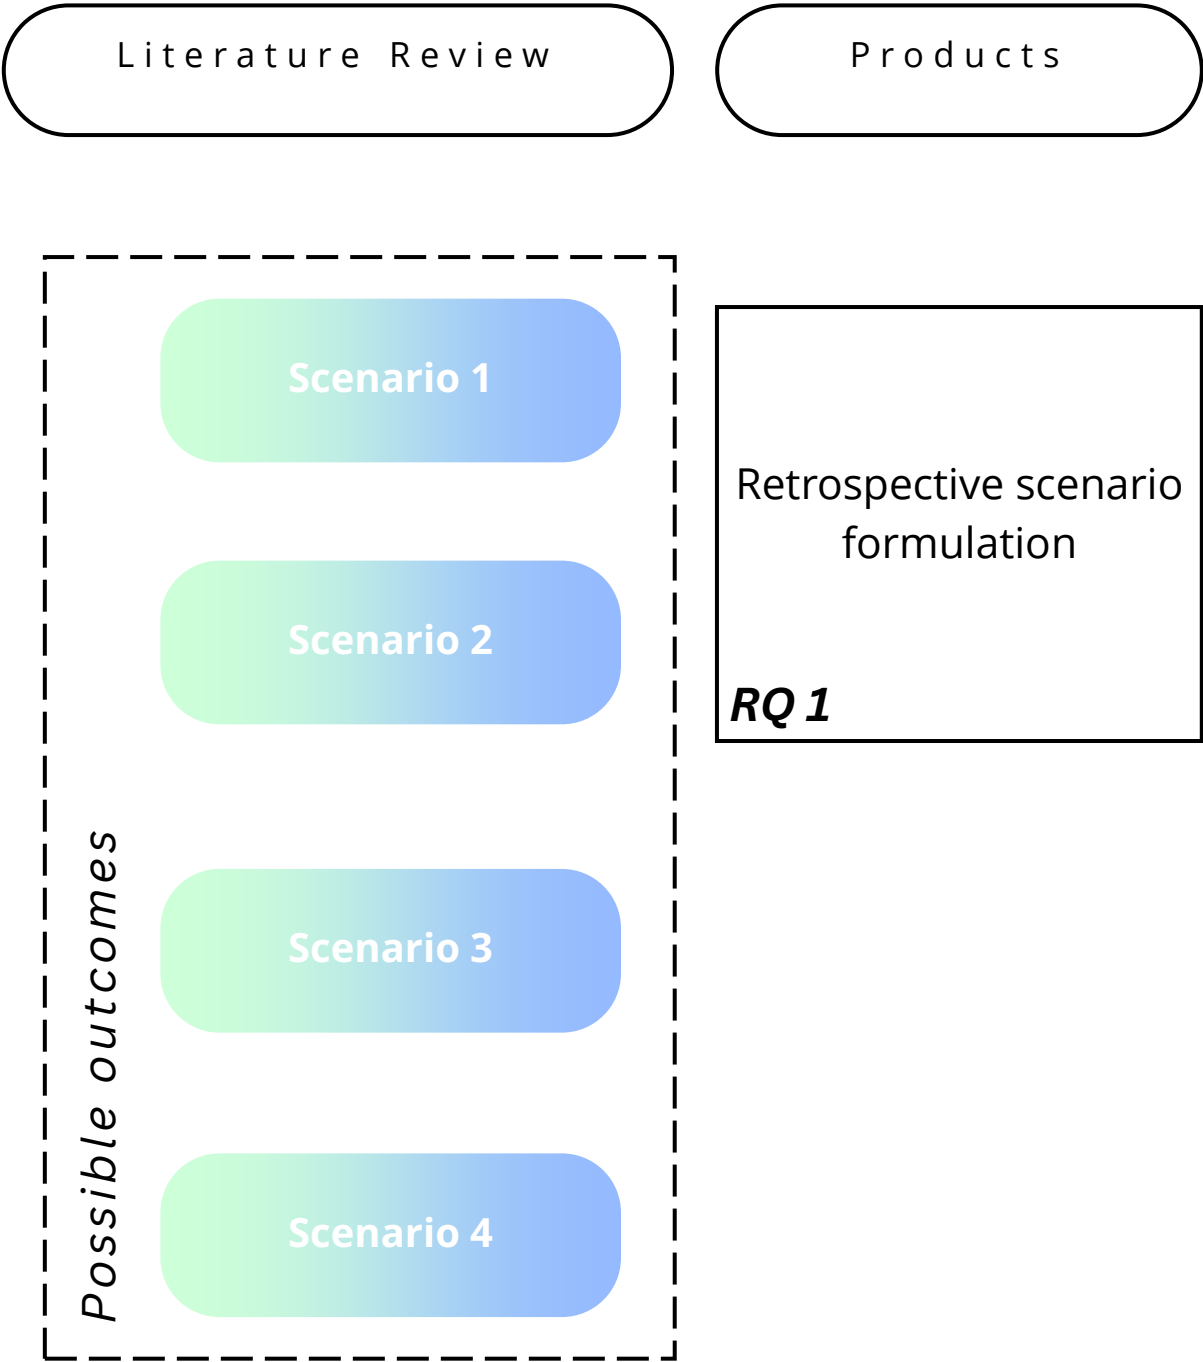 Literature Review
Products
Scenario 1
Scenario 2
Scenario 3
Scenario 4
Possible outcomes
Retrospective scenario
formulation
RQ 1